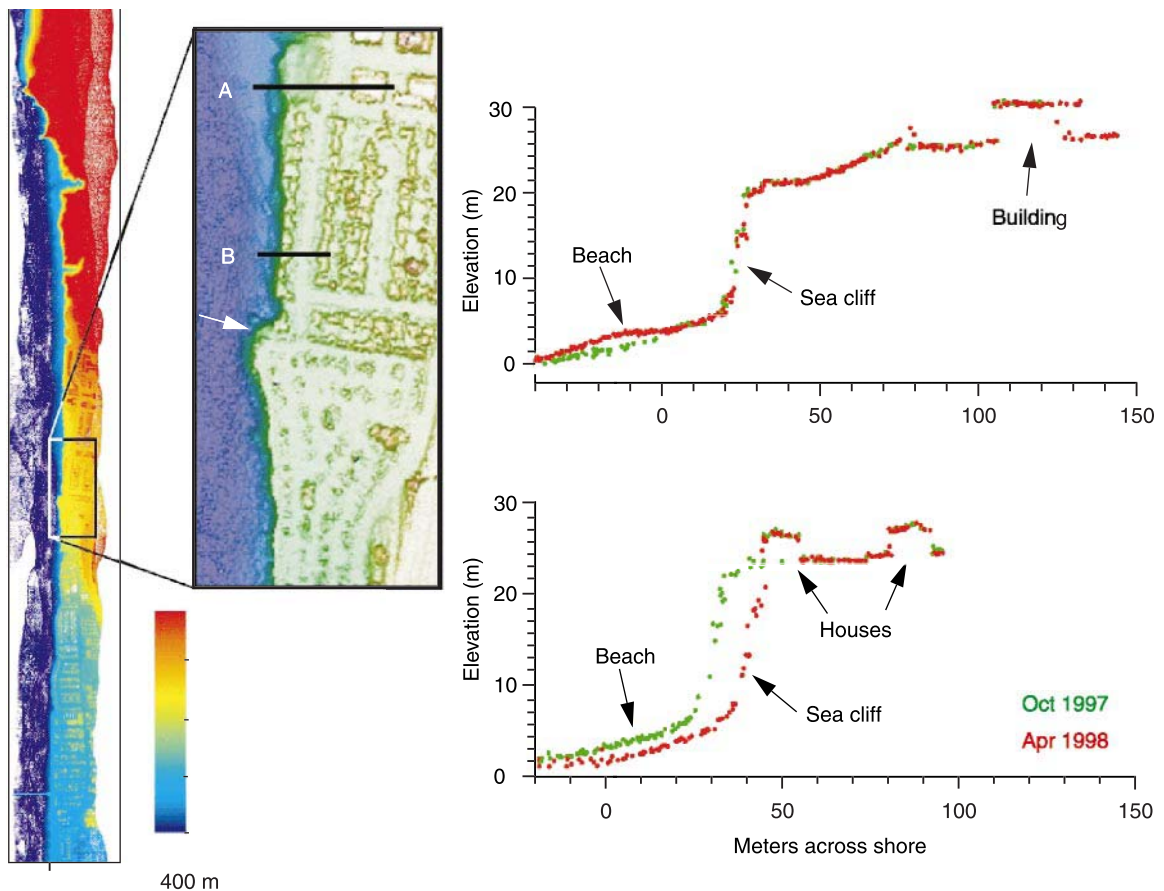 A
B
400 m
30
20
10
0
Elevation (m)
Beach
Sea cliff
Building
0
50
100
150
30
20
10
0
Elevation (m)
Beach
Sea cliff
Houses
Oct 1997
Apr 1998
0
50
100
150
Meters across shore